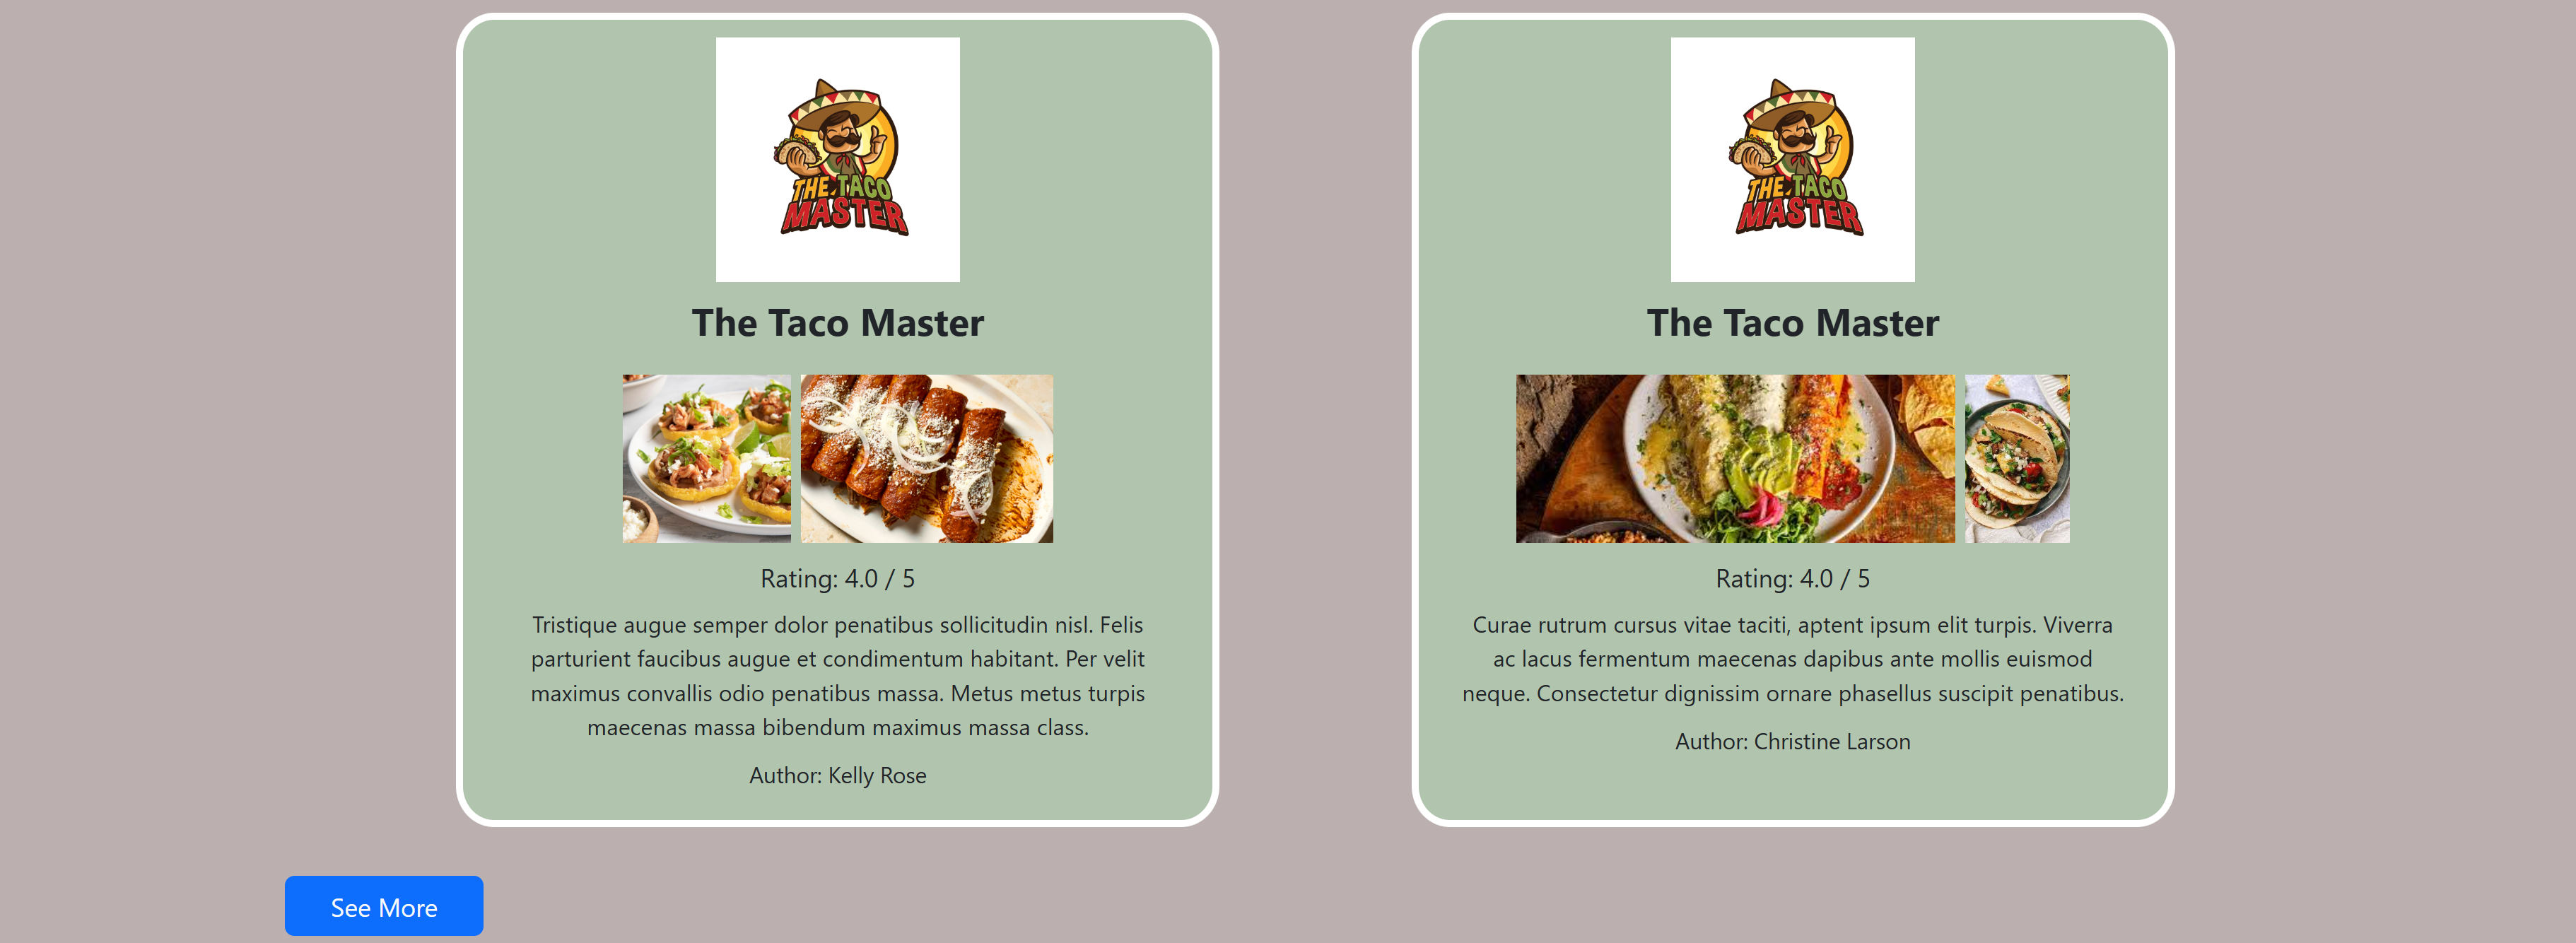 THE TACO
MASTER
The Taco Master
Rating: 4.0 / 5
Tristique augue semper dolor penatibus sollicitudin nisl. Felis
parturient faucibus augue et condimentum habitant. Per velit
maximus convallis odio penatibus massa. Metus metus turpis
maecenas massa bibendum maximus massa class.
Author: Kelly Rose
THE TACO
MASTER
The Taco Master
Rating: 4.0 / 5
Curae rutrum cursus vitae taciti, aptent ipsum elit turpis. Viverra
ac lacus fermentum maecenas dapibus ante mollis euismod
neque. Consectetur dignissim ornare phasellus suscipit penatibus.
Author: Christine Larson
See More